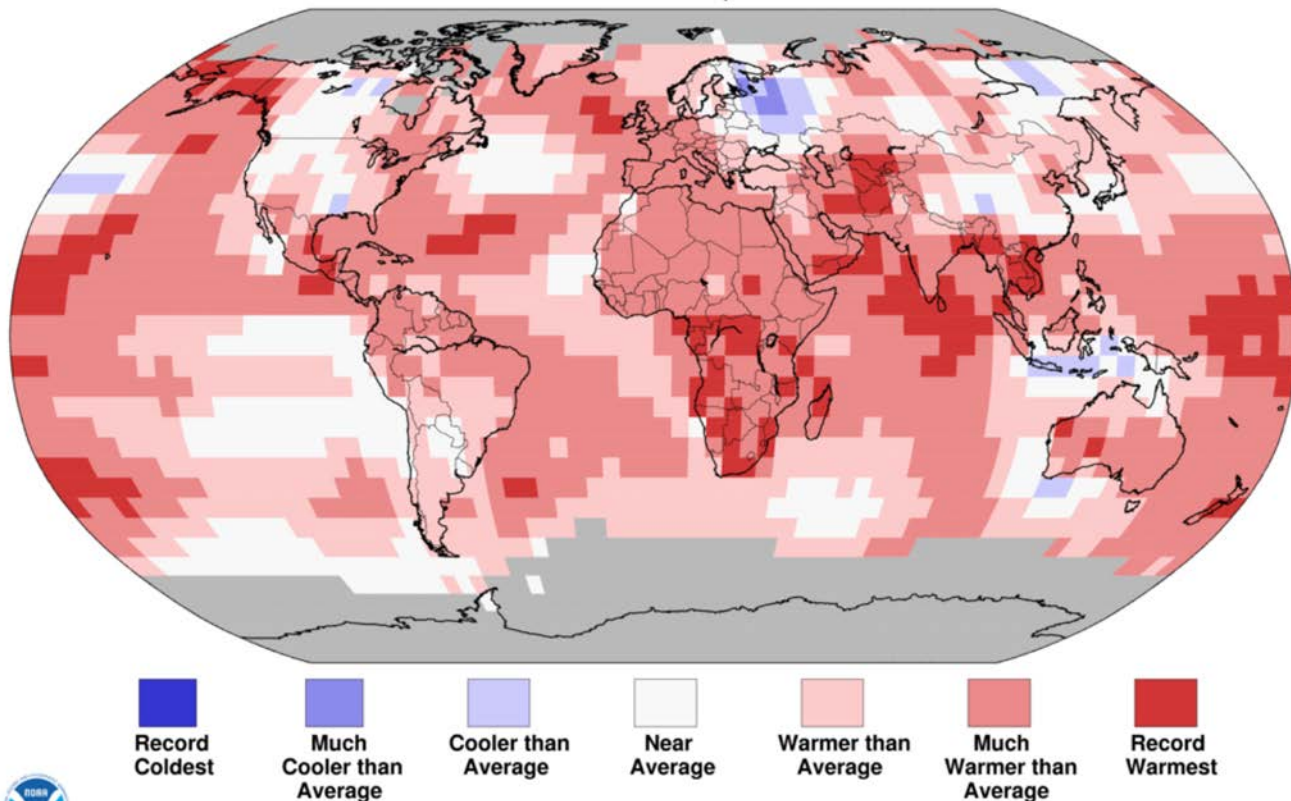 Record
Coldest
Much
Cooler than
Average
Cooler than
Average
Near
Average
Warmer than
Average
Much
Warmer than
Average
Record
Warmest
NOAA